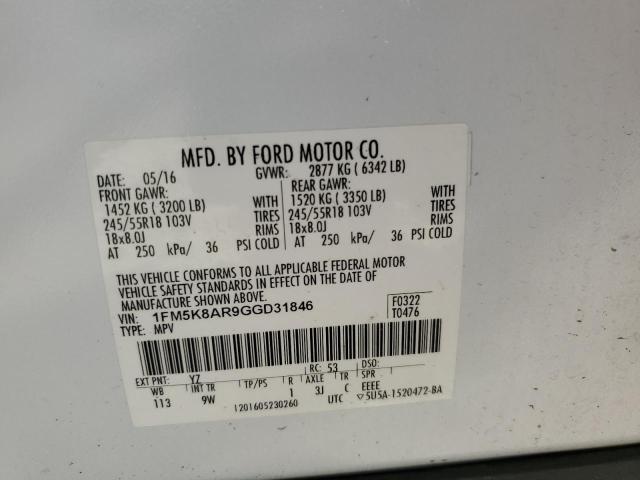 MFD. BY FORD MOTOR CO.
DATE: 05/16 GVWR: 2877 KG ( 6342 LB)
FRONT GAWR: REAR GAWR:
1452 KG ( 3200 LB) WITH 1520 KG ( 3350 LB) WITH
245/55R18 103V TIRES 245/55R18 103V TIRES
18x8.0J RIMS 18x8.0J RIMS
AT 250 kPa/ 36 PSI COLD AT 250 kPa/ 36 PSI COLD
THIS VEHICLE CONFORMS TO ALL APPLICABLE FEDERAL MOTOR
VEHICLE SAFETY STANDARDS IN EFFECT ON THE DATE OF
MANUFACTURE SHOWN ABOVE.
VIN: 1FM5K8AR9GGD31846 F0322
TYPE: MPV T0476
EXT PNT: YZ RC: 53 DSO:
WB INT TR TP/PS R AXLE TR SPR
113 9W 1 3J C EEEE
1201605230260 UTC 5U5A-1520472-BA